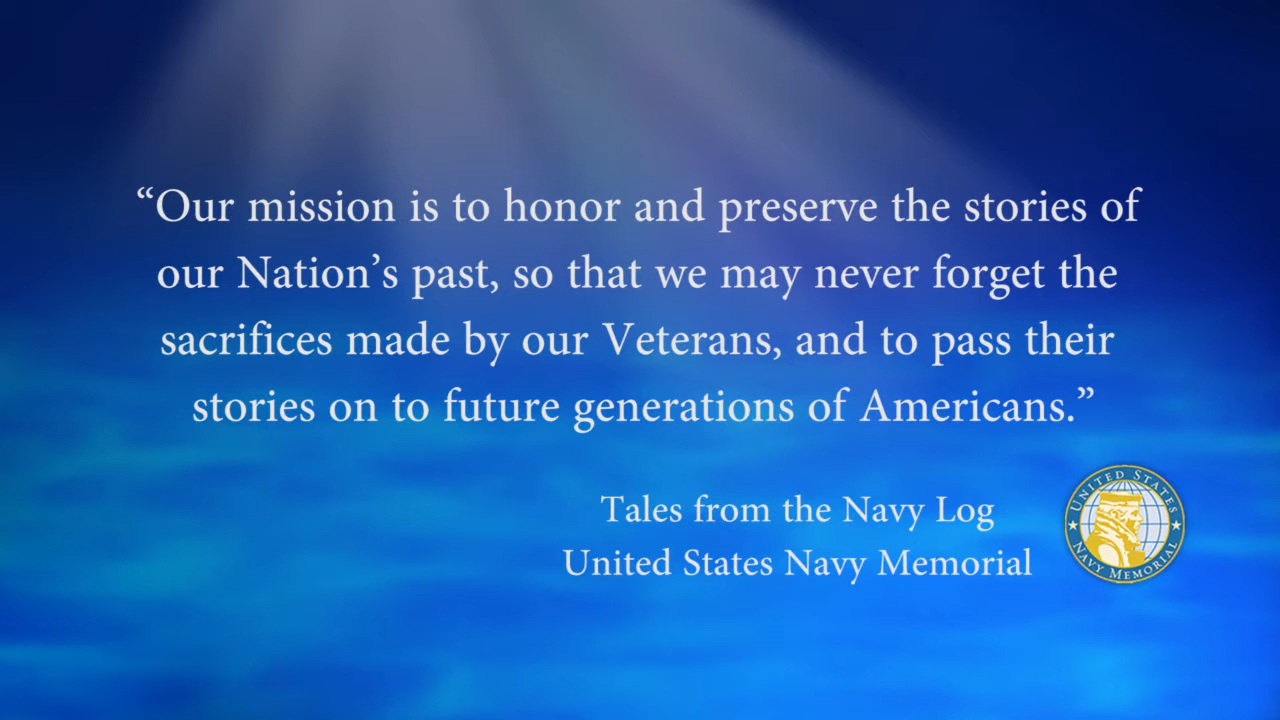 “Our mission is to honor and preserve the stories of
our Nation’s past, so that we may never forget the
sacrifices made by our Veterans, and to pass their
stories on to future generations of Americans.”
Tales from the Navy Log
United States Navy Memorial
UNITED STATES
NAVY MEMORIAL